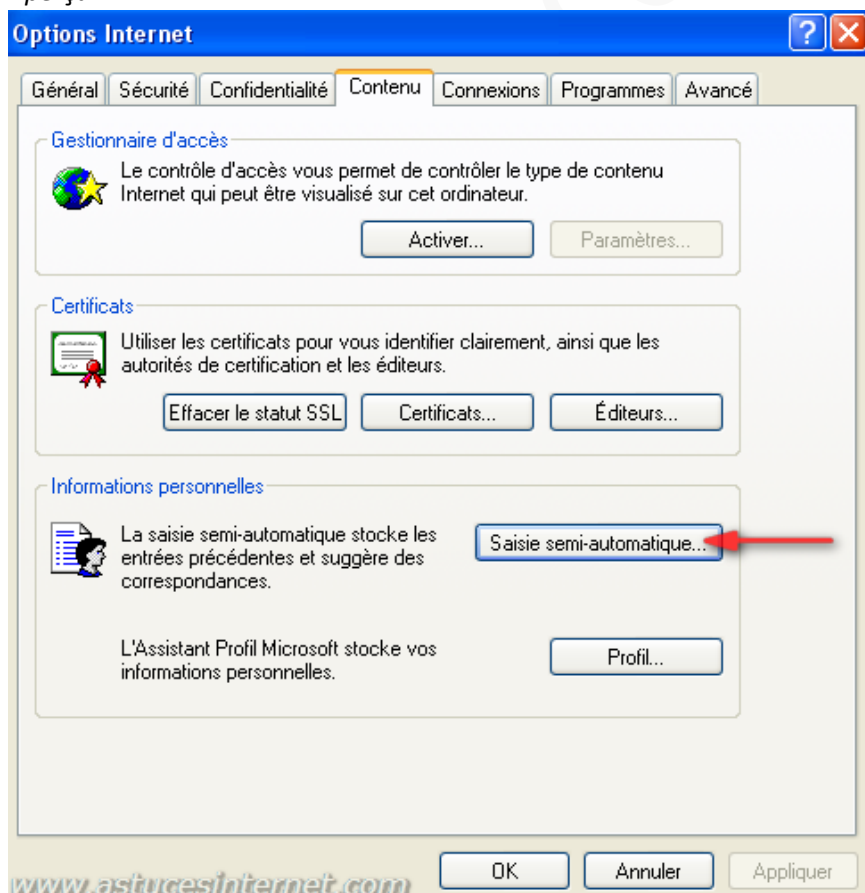 Options Internet
Général Sécurité Confidentialité Contenu Connexions Programmes Avancé
Gestionnaire d'accès
Le contrôle d'accès vous permet de contrôler le type de contenu
Internet qui peut être visualisé sur cet ordinateur.
Activer... Paramètres...
Certificats
Utiliser les certificats pour vous identifier clairement, ainsi que les
autorités de certification et les éditeurs.
Effacer le statut SSL Certificats... Éditeurs...
Informations personnelles
La saisie semi-automatique stocke les
entrées précédentes et suggère des
correspondances.
Saisie semi-automatique...
L'Assistant Profil Microsoft stocke vos
informations personnelles.
Profil...
OK Annuler Appliquer
www.astucesinternet.com